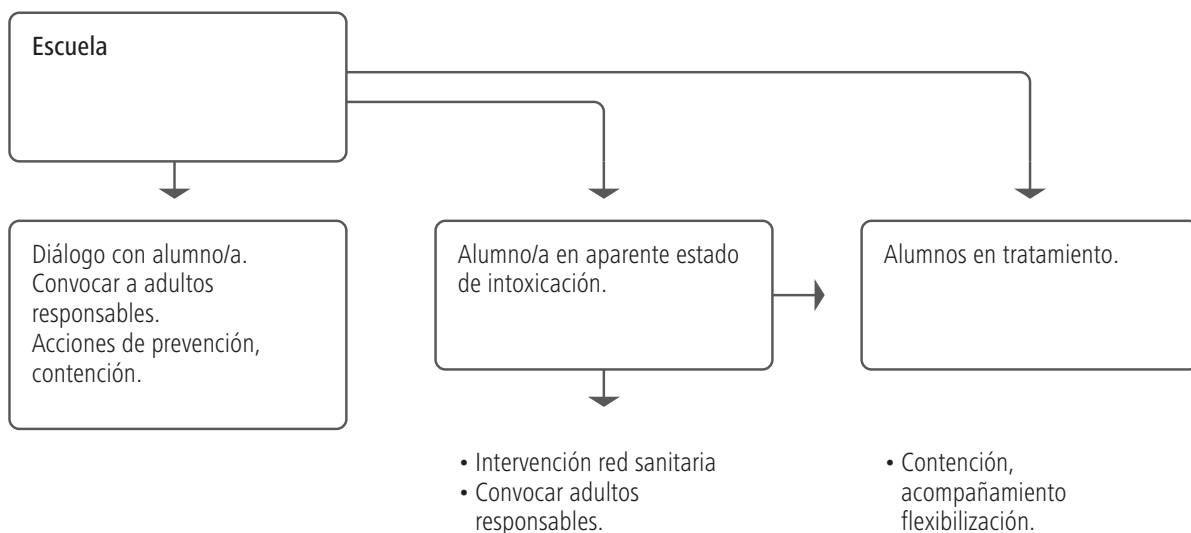 Escuela
Diálogo con alumno/a.
Convocar a adultos
responsables.
Acciones de prevención,
contención.
Alumno/a en aparente estado
de intoxicación.
Alumnos en tratamiento.
• Intervención red sanitaria
• Convocar adultos
responsables.
• Contención,
acompañamiento
flexibilización.